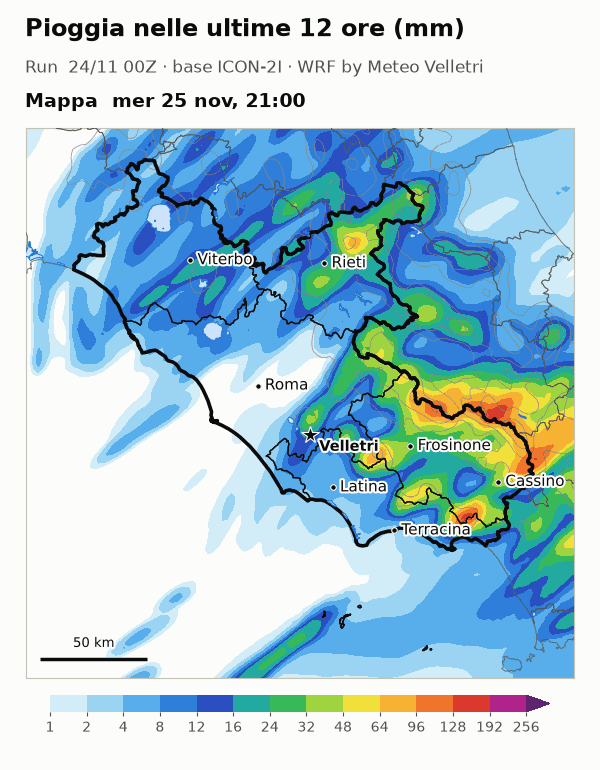 Pioggia nelle ultime 12 ore (mm)
Run 24/11 00Z · base ICON-2I · WRF by Meteo Velletri
Mappa mer 25 nov, 21:00
Viterbo
Rieti
Roma
Velletri
Frosinone
Latina
Cassino
Terracina
50 km
1 2 4 8 12 16 24 32 48 64 96 128 192 256